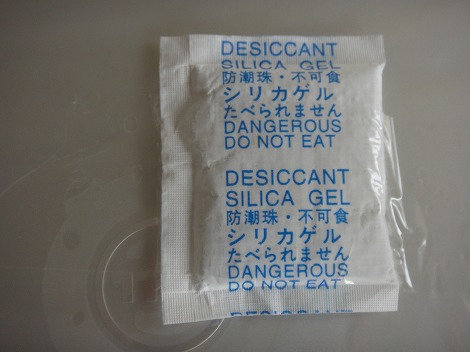 DESICCANT
SILICA GEL
防潮珠・不可食
シリカゲル
たべられません
DANGEROUS
DO NOT EAT
DESICCANT
SILICA GEL
防潮珠・不可食
シリカゲル
たべられません
DANGEROUS
DO NOT EAT